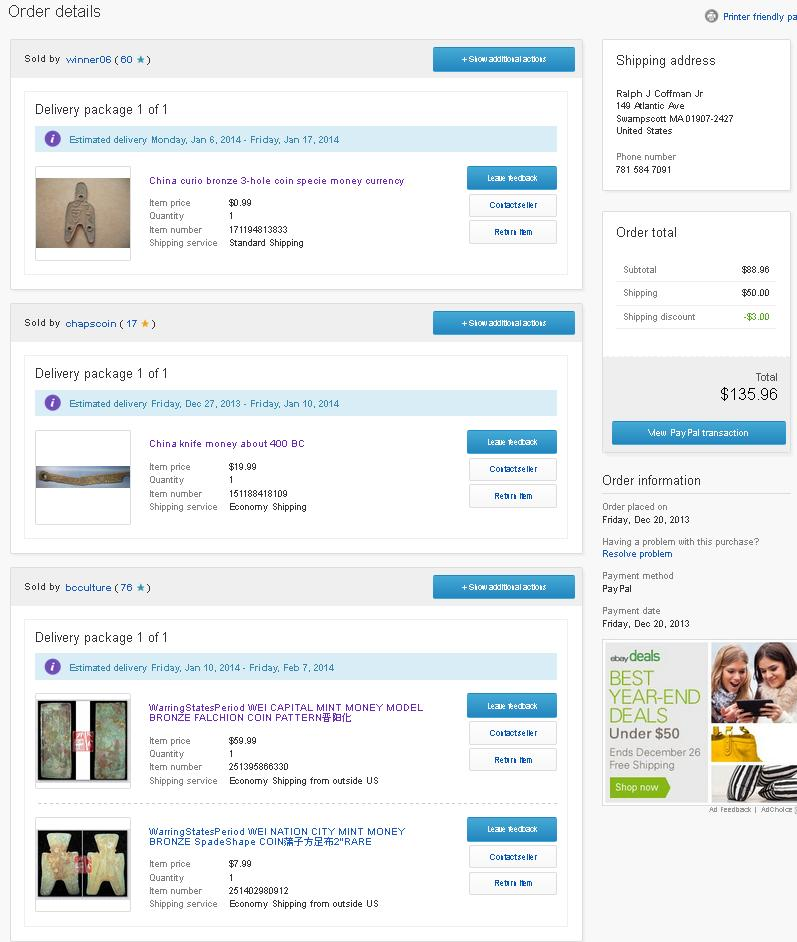 Order details
Printer friendly pa
Sold by winner06 ( 60 ★ )
+ Show additional actions
Delivery package 1 of 1
i Estimated delivery Monday, Jan 6, 2014 - Friday, Jan 17, 2014
China curio bronze 3-hole coin specie money currency
Item price $0.99
Quantity 1
Item number 171194813833
Shipping service Standard Shipping
Leave feedback
Contact seller
Return item
Sold by chapscoin ( 17 ★ )
+ Show additional actions
Delivery package 1 of 1
i Estimated delivery Friday, Dec 27, 2013 - Friday, Jan 10, 2014
China knife money about 400 BC
Item price $19.99
Quantity 1
Item number 151188418109
Shipping service Economy Shipping
Leave feedback
Contact seller
Return item
Sold by bcculture ( 76 ★ )
+ Show additional actions
Delivery package 1 of 1
i Estimated delivery Friday, Jan 10, 2014 - Friday, Feb 7, 2014
WarringStatesPeriod WEI CAPITAL MINT MONEY MODEL
BRONZE FALCHION COIN PATTERN晋阳化
Item price $59.99
Quantity 1
Item number 251395866330
Shipping service Economy Shipping from outside US
Leave feedback
Contact seller
Return item
WarringStatesPeriod WEI NATION CITY MINT MONEY
BRONZE SpadeShape COIN蒲子方足布2"RARE
Item price $7.99
Quantity 1
Item number 251402980912
Shipping service Economy Shipping from outside US
Leave feedback
Contact seller
Return item
Shipping address
Ralph J Coffman Jr
149 Atlantic Ave
Swampscott MA 01907-2427
United States
Phone number
781 584 7091
Order total
Subtotal $88.96
Shipping $50.00
Shipping discount -$3.00
Total
$135.96
View PayPal transaction
Order information
Order placed on
Friday, Dec 20, 2013
Having a problem with this purchase?
Resolve problem
Payment method
PayPal
Payment date
Friday, Dec 20, 2013
ebay deals
BEST
YEAR-END
DEALS
Under $50
Ends December 26
Free Shipping
Shop now
Ad Feedback | AdChoice